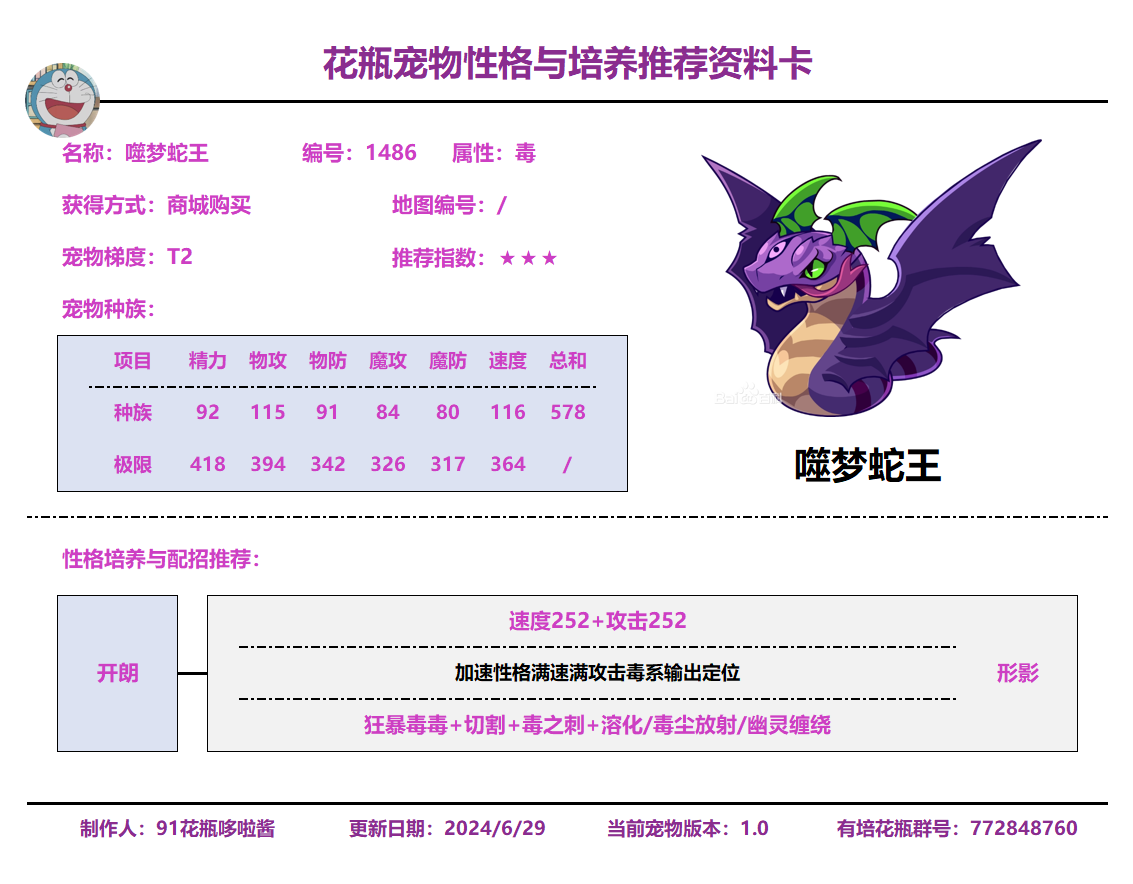 花瓶宠物性格与培养推荐资料卡
名称：噬梦蛇王 编号：1486 属性：毒
获得方式：商城购买 地图编号：/
宠物梯度：T2 推荐指数：★★★
宠物种族：
项目 精力 物攻 物防 魔攻 魔防 速度 总和
种族 92 115 91 84 80 116 578
极限 418 394 342 326 317 364 /
Bai百科
噬梦蛇王
性格培养与配招推荐：
速度252+攻击252
开朗 加速性格满速满攻击毒系输出定位 形影
狂暴毒毒+切割+毒之刺+溶化/毒尘放射/幽灵缠绕
制作人：91花瓶哆啦酱 更新日期：2024/6/29 当前宠物版本：1.0 有培花瓶群号：772848760